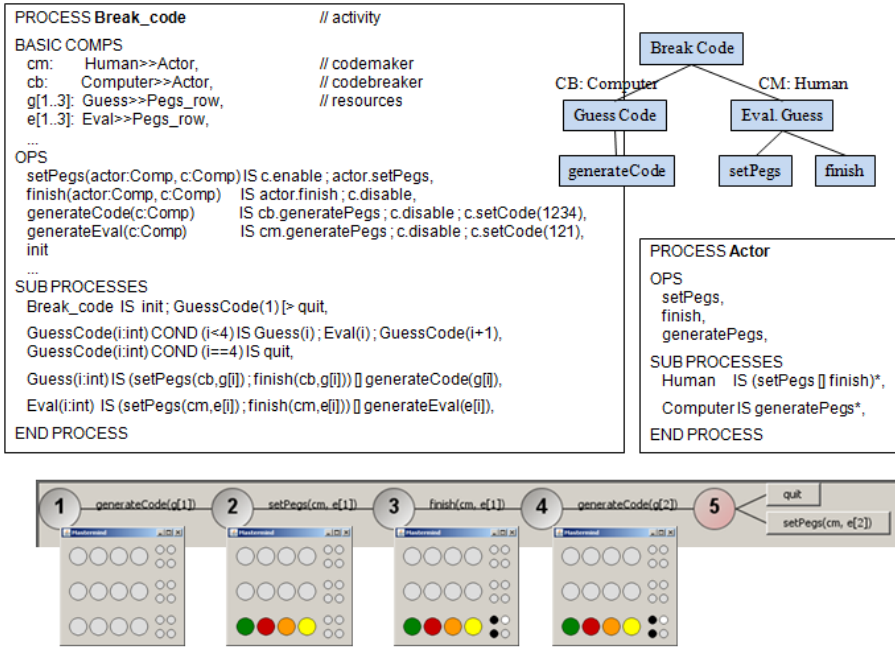 PROCESS Break_code // activity
BASIC COMPS
cm: Human>>Actor, // codemaker
cb: Computer>>Actor, // codebreaker
g[1..3]: Guess>>Pegs_row, // resources
e[1..3]: Eval>>Pegs_row,
...
OPS
setPegs(actor:Comp, c:Comp) IS c.enable ; actor.setPegs,
finish(actor:Comp, c:Comp) IS actor.finish ; c.disable,
generateCode(c:Comp) IS cb.generatePegs ; c.disable ; c.setCode(1234),
generateEval(c:Comp) IS cm.generatePegs ; c.disable ; c.setCode(121),
init
...
SUB PROCESSES
Break_code IS init ; GuessCode(1) [> quit,
GuessCode(i:int) COND (i<4) IS Guess(i) ; Eval(i) ; GuessCode(i+1),
GuessCode(i:int) COND (i==4) IS quit,
Guess(i:int) IS (setPegs(cb,g[i]) ; finish(cb,g[i])) [] generateCode(g[i]),
Eval(i:int) IS (setPegs(cm,e[i]) ; finish(cm,e[i])) [] generateEval(e[i]),
END PROCESS
Break Code
CB: Computer CM: Human
Guess Code Eval. Guess
generateCode setPegs finish
PROCESS Actor
OPS
setPegs,
finish,
generatePegs,
SUB PROCESSES
Human IS (setPegs [] finish)*,
Computer IS generatePegs*,
END PROCESS
1 generateCode(g[1]) 2 setPegs(cm, e[1]) 3 finish(cm, e[1]) 4 generateCode(g[2]) 5 quit
setPegs(cm, e[2])
Mastermind Mastermind Mastermind Mastermind